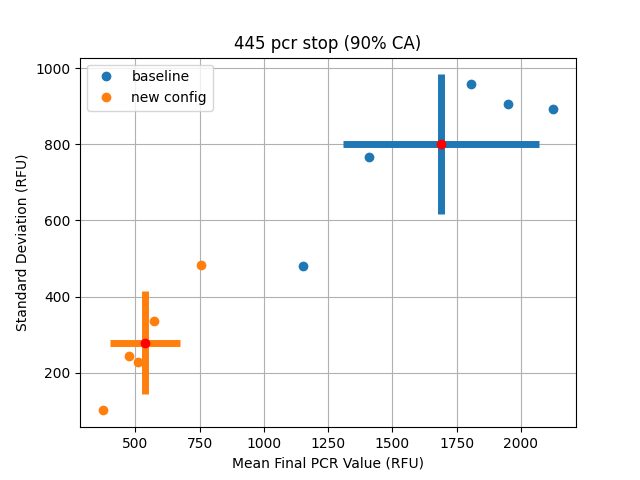 445 pcr stop (90% CA)
baseline
new config
1000
800
600
400
200
Standard Deviation (RFU)
500 750 1000 1250 1500 1750 2000
Mean Final PCR Value (RFU)